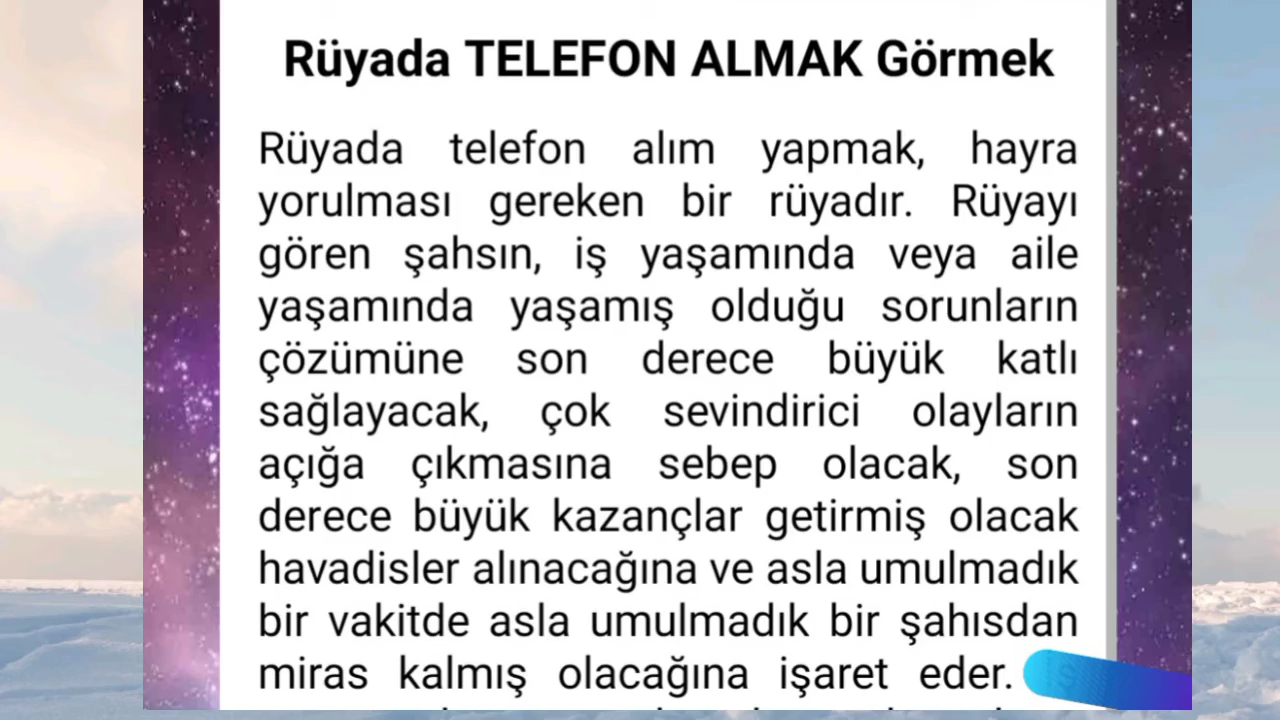 Rüyada TELEFON ALMAK Görmek
Rüyada telefon alım yapmak, hayra
yorulması gereken bir rüyadır. Rüyayı
gören şahsın, iş yaşamında veya aile
yaşamında yaşamış olduğu sorunların
çözümüne son derece büyük katlı
sağlayacak, çok sevindirici olayların
açığa çıkmasına sebep olacak, son
derece büyük kazançlar getirmiş olacak
havadisler alınacağına ve asla umulmadık
bir vakitde asla umulmadık bir şahısdan
miras kalmış olacağına işaret eder.